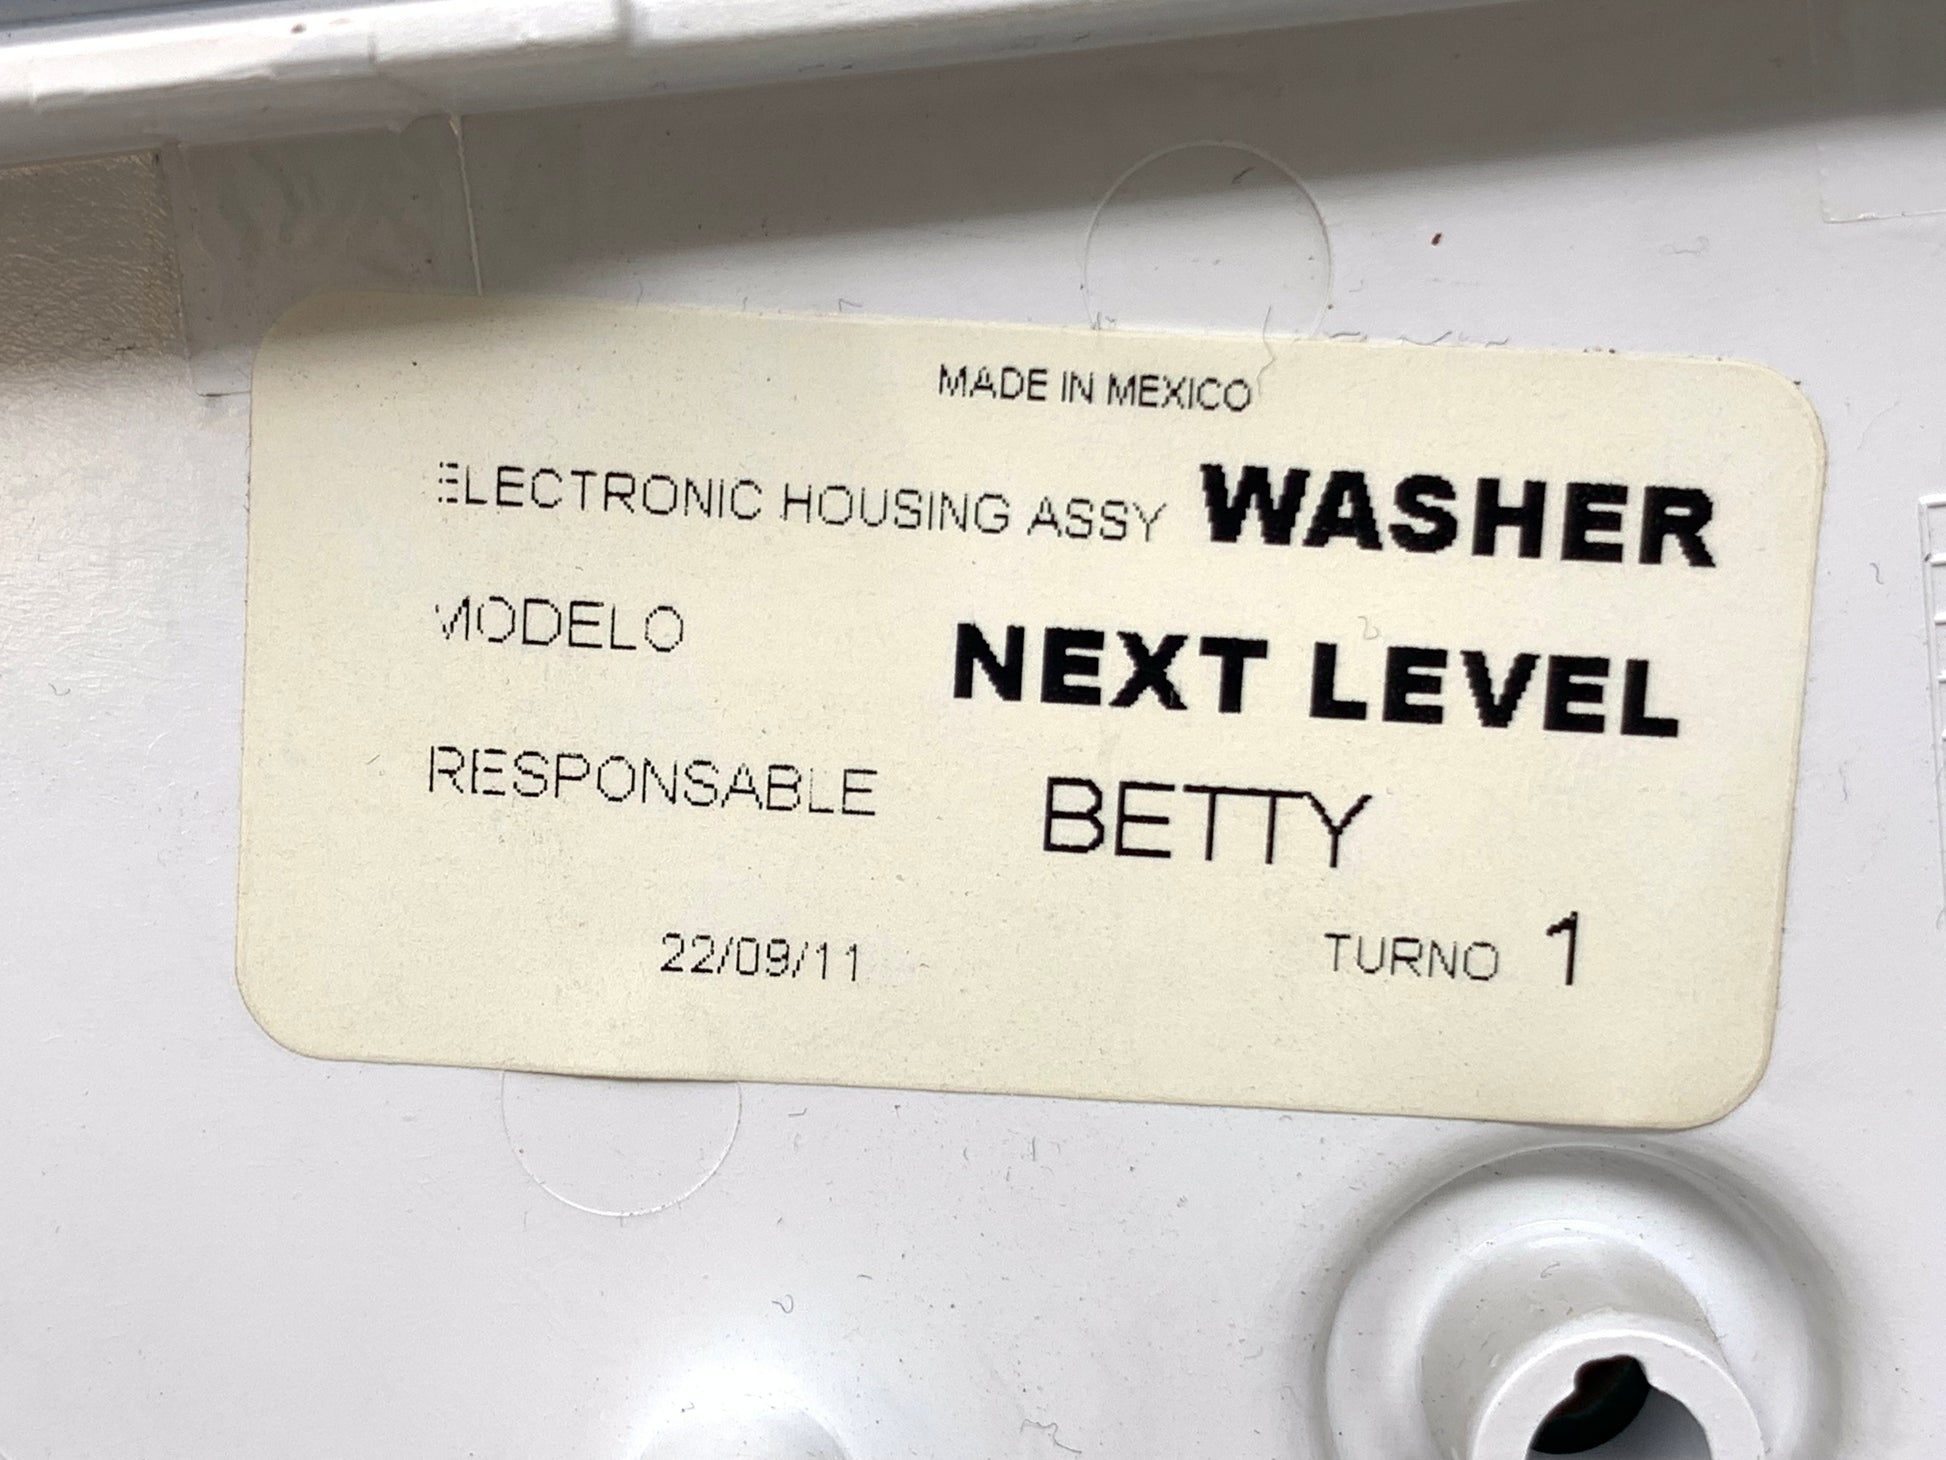 MADE IN MEXICO
ELECTRONIC HOUSING ASSY WASHER
MODELO NEXT LEVEL
RESPONSABLE BETTY
22/09/11 TURNO 1